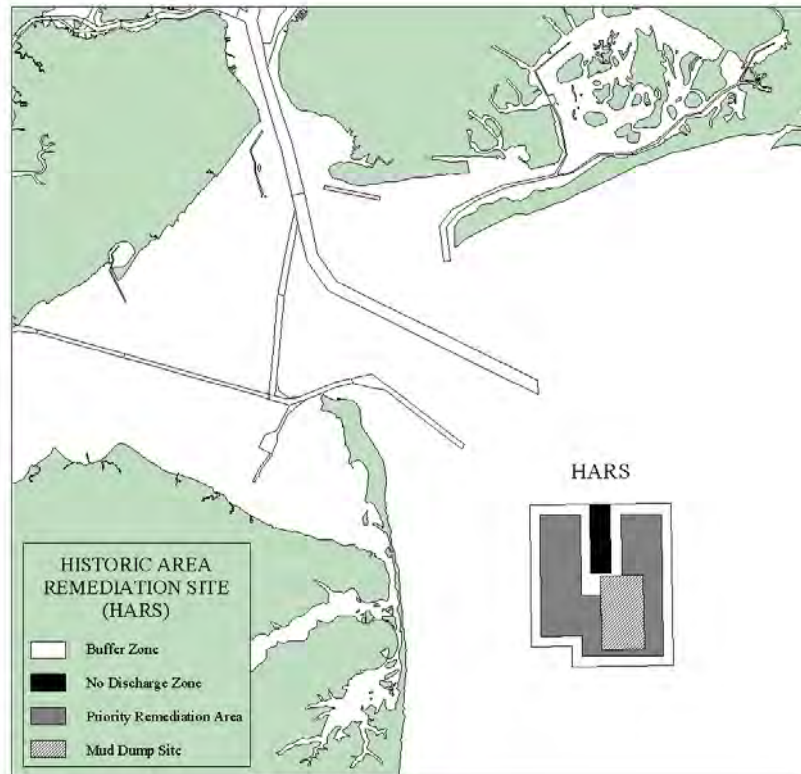 HARS
HISTORIC AREA
REMEDIATION SITE
(HARS)
Buffer Zone
No Discharge Zone
Priority Remediation Area
Mud Dump Site